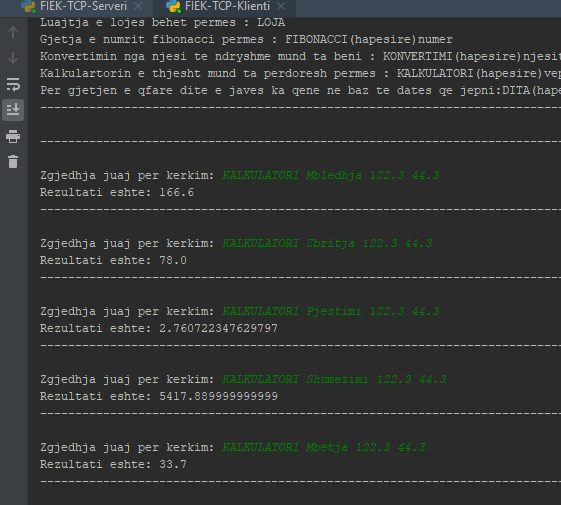 FIEK-TCP-Serveri FIEK-TCP-Klienti
Luajtja e lojes behet permes : LOJA
Gjetja e numrit fibonacci permes : FIBONACCI(hapesire)numer
Konvertimin nga njesi te ndryshme mund ta beni : KONVERTIMI(hapesire)njesit
Kalkulartorin e thjesht mund ta perdoresh permes : KALKULATORI(hapesire)vep
Per gjetjen e qfare dite e javes ka qene ne baz te dates qe jepni:DITA(hape
Zgjedhja juaj per kerkim: KALKULATORI Mbledhja 122.3 44.3
Rezultati eshte: 166.6
Zgjedhja juaj per kerkim: KALKULATORI Zbritja 122.3 44.3
Rezultati eshte: 78.0
Zgjedhja juaj per kerkim: KALKULATORI Pjestimi 122.3 44.3
Rezultati eshte: 2.760722347629797
Zgjedhja juaj per kerkim: KALKULATORI Shumezimi 122.3 44.3
Rezultati eshte: 5417.889999999999
Zgjedhja juaj per kerkim: KALKULATORI Mbetja 122.3 44.3
Rezultati eshte: 33.7